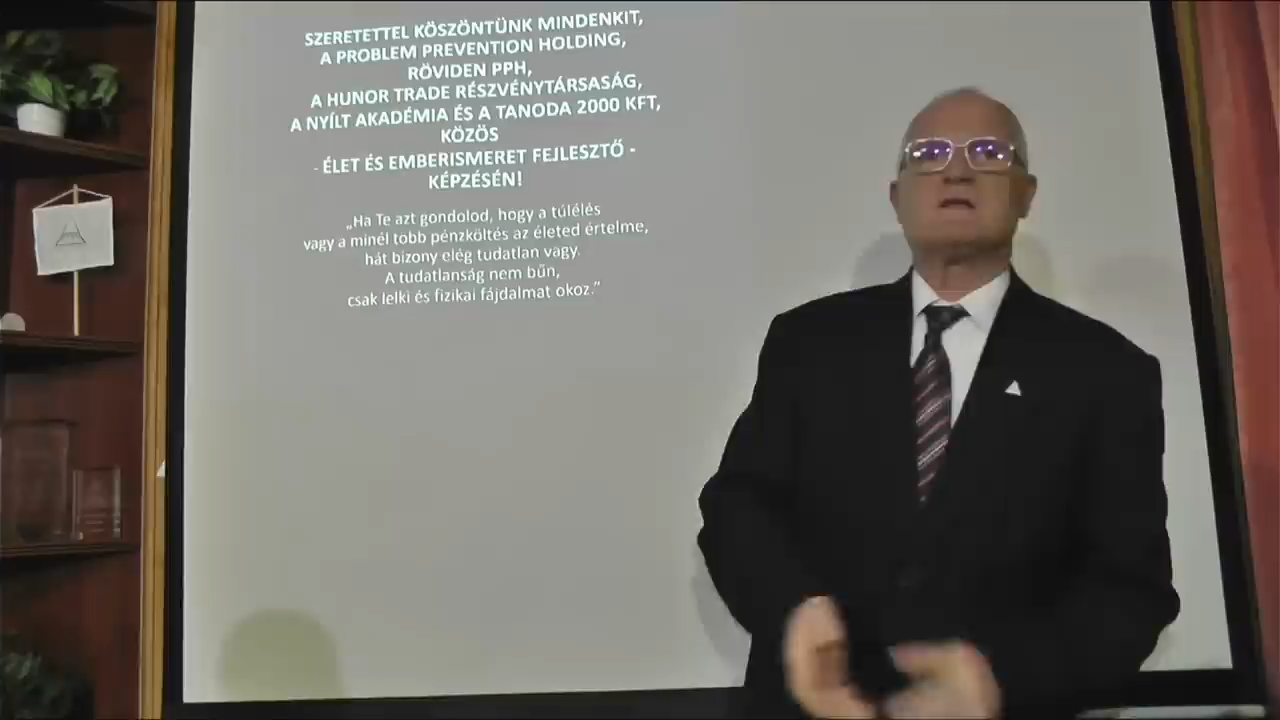 SZERETETTEL KÖSZÖNTÜNK MINDENKIT,
A PROBLEM PREVENTION HOLDING,
RÖVIDEN PPH,
A HUNOR TRADE RÉSZVÉNYTÁRSASÁG,
A NYÍLT AKADÉMIA ÉS A TANODA 2000 KFT,
KÖZÖS
- ÉLET ÉS EMBERISMERET FEJLESZTŐ -
KÉPZÉSÉN!
„Ha Te azt gondolod, hogy a túlélés
vagy a minél több pénzköltés az életed értelme,
hát bizony elég tudatlan vagy.
A tudatlanság nem bűn,
csak lelki és fizikai fájdalmat okoz.”